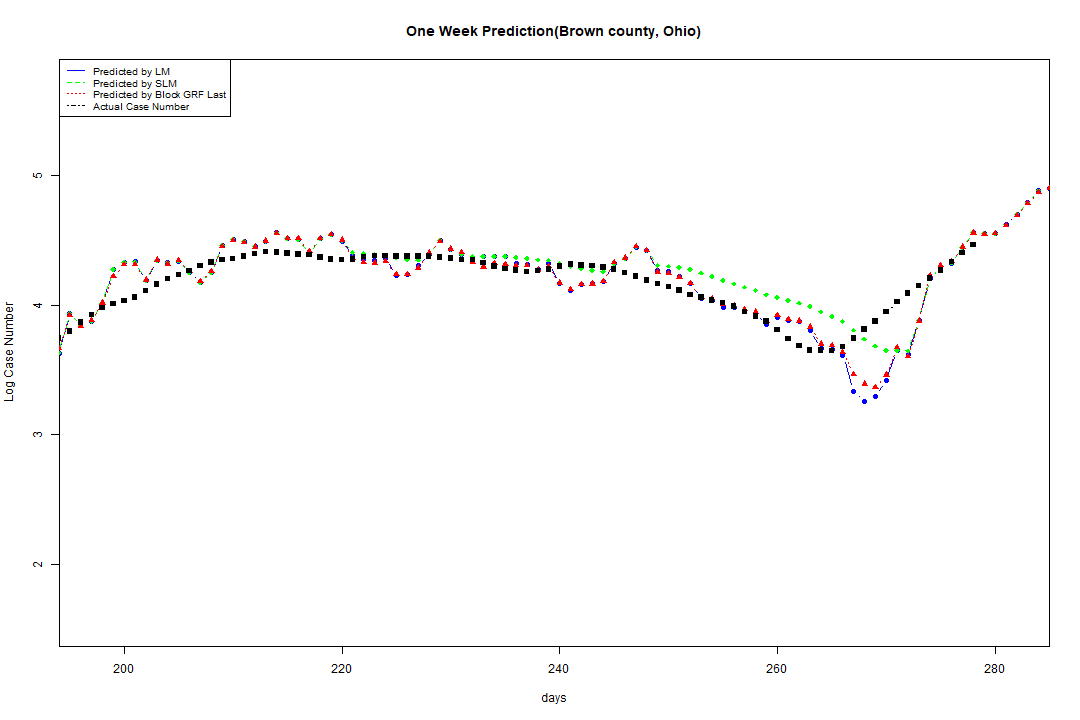 One Week Prediction(Brown county, Ohio)
Predicted by LM
Predicted by SLM
Predicted by Block GRF Last
Actual Case Number
5
4
3
2
Log Case Number
200 220 240 260 280
days